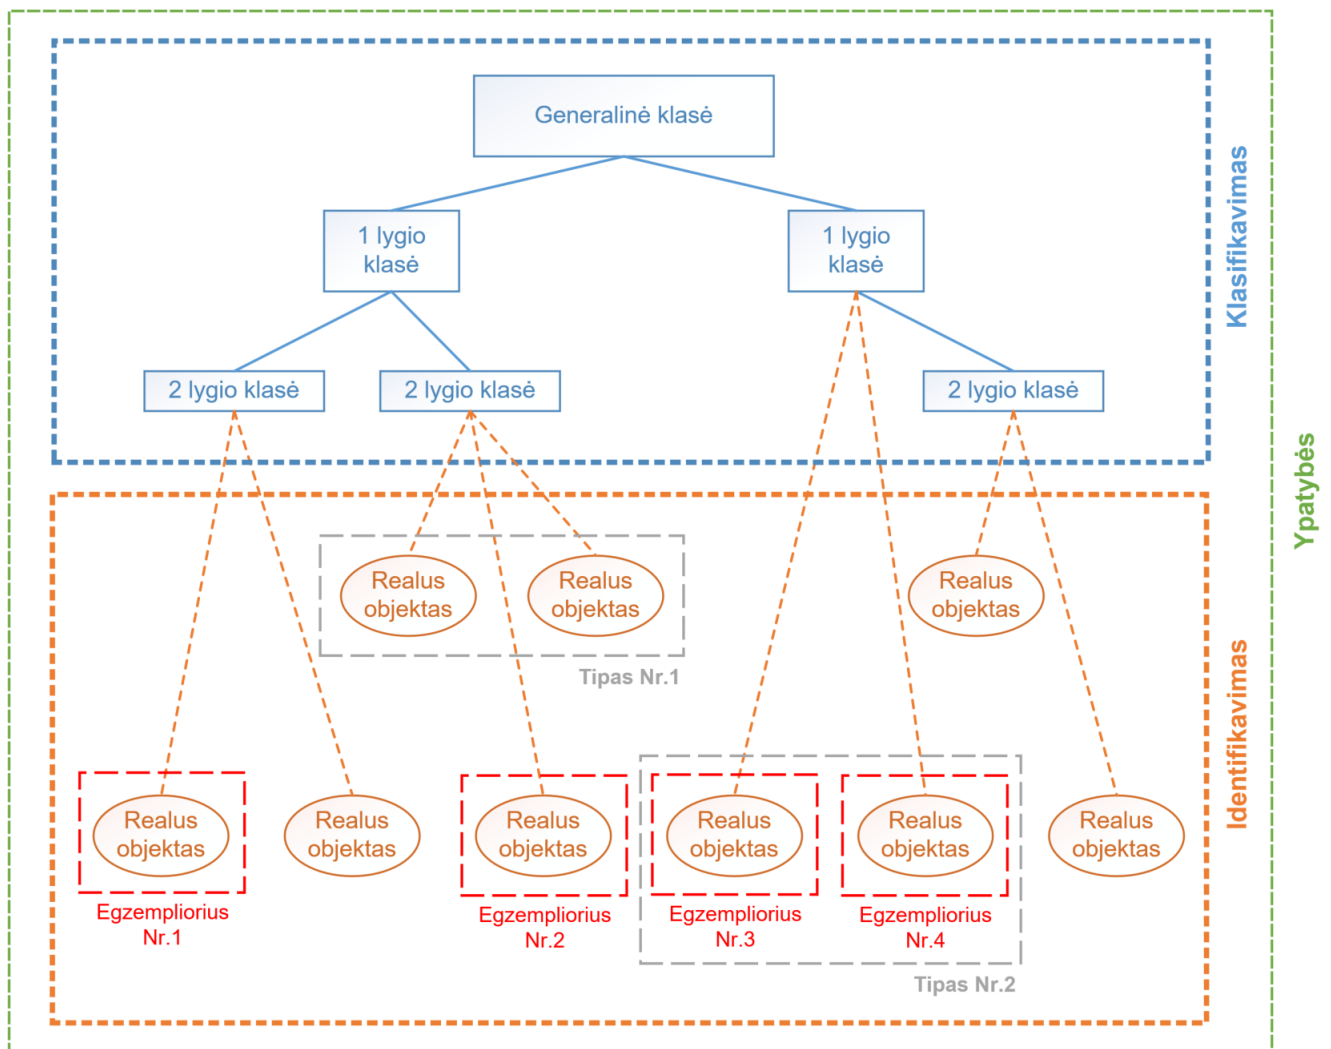 Generalinė klasė
1 lygio
klasė
1 lygio
klasė
Klasifikavimas
2 lygio klasė
2 lygio klasė
2 lygio klasė
Ypatybės
Realus
objektas
Realus
objektas
Realus
objektas
Tipas Nr.1
Identifikavimas
Realus
objektas
Realus
objektas
Realus
objektas
Realus
objektas
Realus
objektas
Realus
objektas
Egzempliorius
Nr.1
Egzempliorius
Nr.2
Egzempliorius
Nr.3
Egzempliorius
Nr.4
Tipas Nr.2